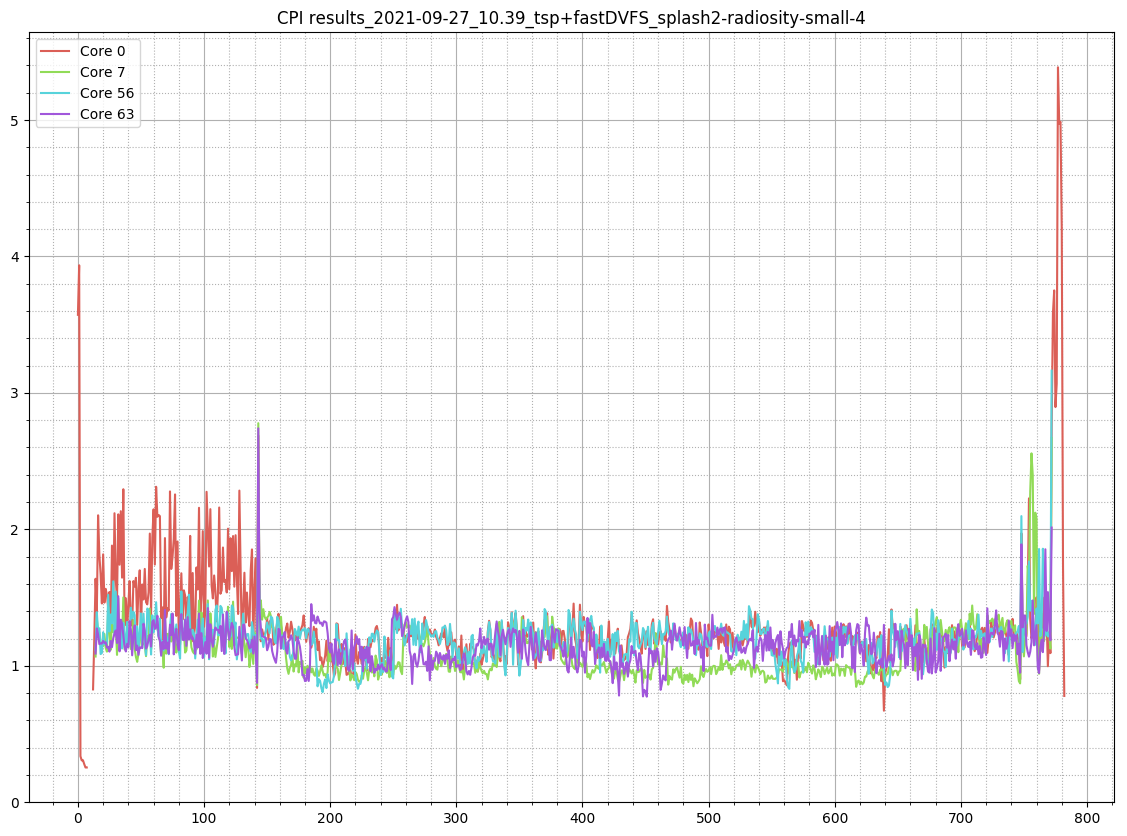 CPI results_2021-09-27_10.39_tsp+fastDVFS_splash2-radiosity-small-4
Core 0
Core 7
Core 56
Core 63
5
4
3
2
1
0
0 100 200 300 400 500 600 700 800